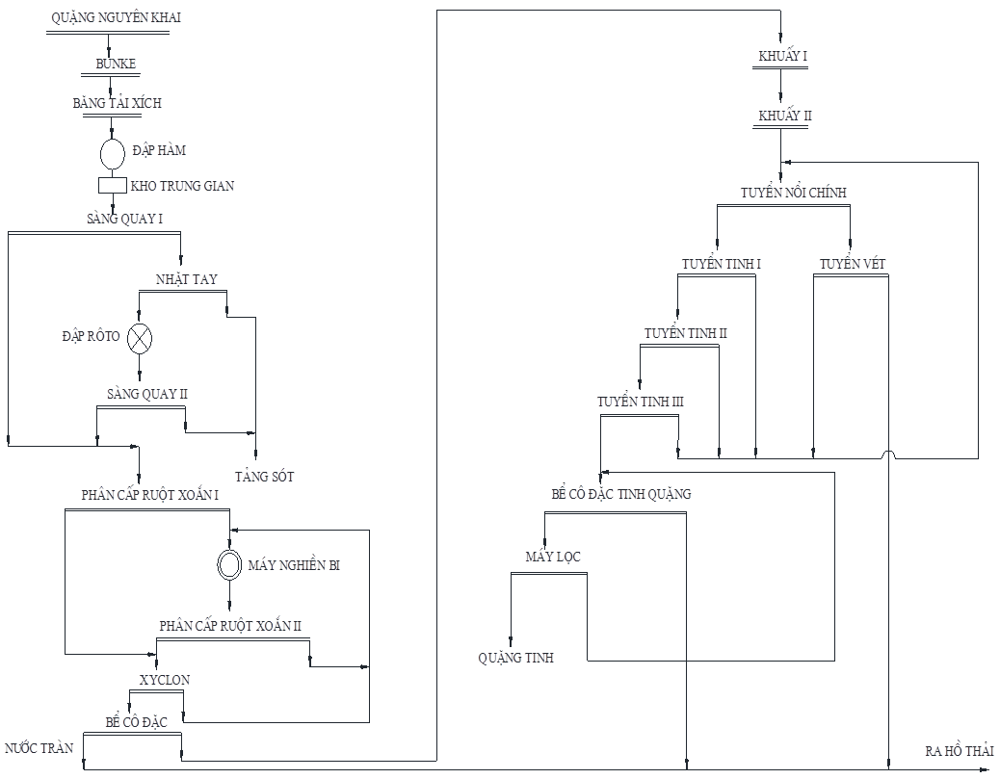 QUẶNG NGUYÊN KHAI
BUNKE
BĂNG TẢI XÍCH
ĐẬP HÀM
KHO TRUNG GIAN
SÀNG QUAY I
NHẶT TAY
ĐẬP RÔTO
SÀNG QUAY II
TẢNG SÓT
PHÂN CẤP RUỘT XOẮN I
MÁY NGHIỀN BI
PHÂN CẤP RUỘT XOẮN II
XYCLON
BỂ CÔ ĐẶC
NƯỚC TRÀN
KHUẤY I
KHUẤY II
TUYỂN NỔI CHÍNH
TUYỂN TINH I
TUYỂN VÉT
TUYỂN TINH II
TUYỂN TINH III
BỂ CÔ ĐẶC TINH QUẶNG
MÁY LỌC
QUẶNG TINH
RA HỒ THẢI